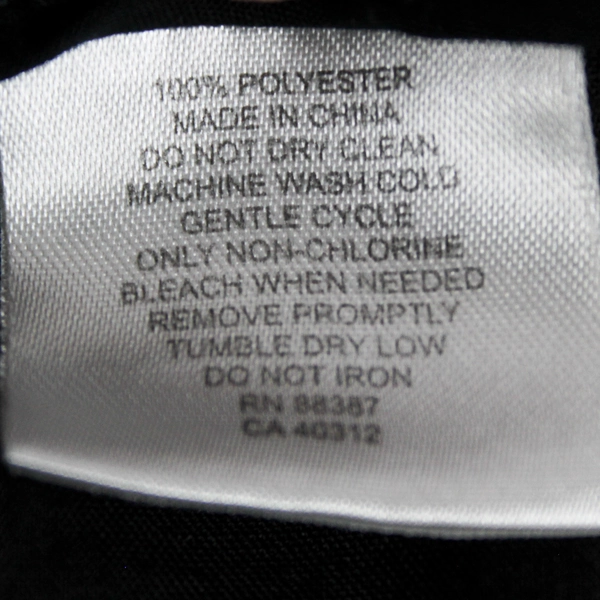 100% POLYESTER
MADE IN CHINA
DO NOT DRY CLEAN
MACHINE WASH COLD
GENTLE CYCLE
ONLY NON-CHLORINE
BLEACH WHEN NEEDED
REMOVE PROMPTLY
TUMBLE DRY LOW
DO NOT IRON
RN 88387
CA 40312